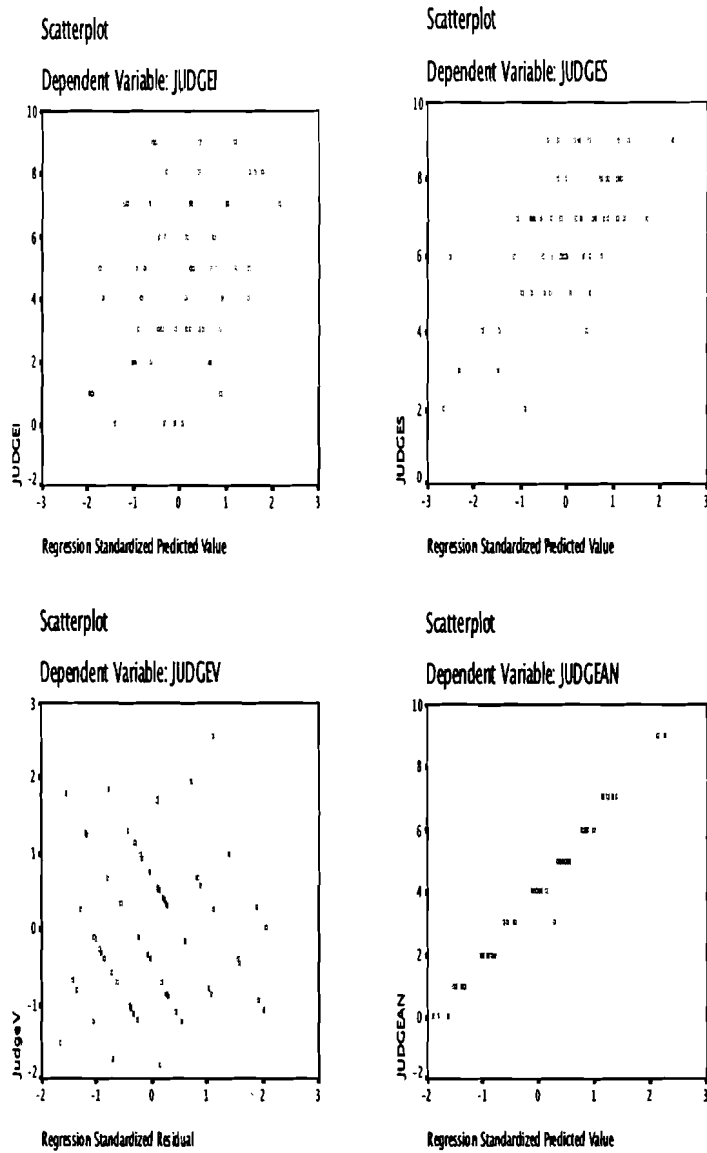 Scatterplot
Dependent Variable: JUDGEI
10
8
6
4
2
0
-2
JUDGEI
-3 -2 -1 0 1 2 3
Regression Standardized Predicted Value
Scatterplot
Dependent Variable: JUDGES
10
8
6
4
2
0
JUDGES
-3 -2 -1 0 1 2 3
Regression Standardized Predicted Value
Scatterplot
Dependent Variable: JUDGEV
3
2
1
0
-1
-2
JudgeV
-2 -1 0 1 2 3
Regression Standardized Residual
Scatterplot
Dependent Variable: JUDGEAN
10
8
6
4
2
0
-2
JUDGEAN
-2 -1 0 1 2 3
Regression Standardized Predicted Value